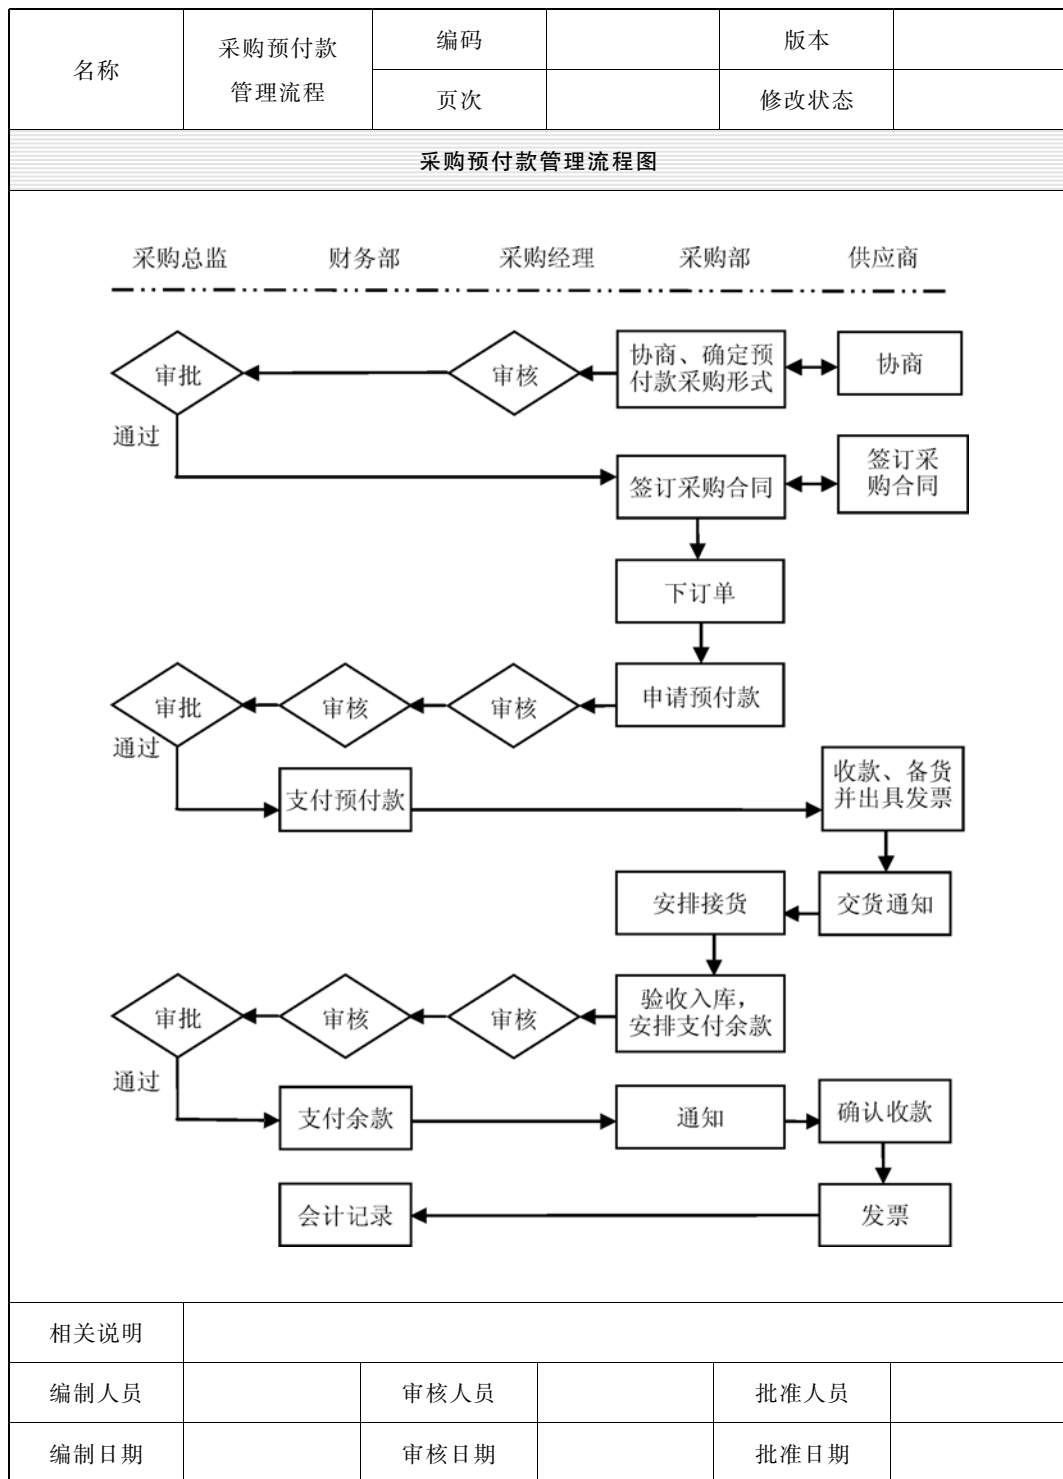 名称
采购预付款
管理流程
编码
版本
页次
修改状态
采购预付款管理流程图
采购总监 财务部 采购经理 采购部 供应商
审批
审核
协商、确定预
付款采购形式
协商
通过
签订采购合同
签订采
购合同
下订单
审批
审核
审核
申请预付款
通过
支付预付款
收款、备货
并出具发票
安排接货
交货通知
审批
审核
审核
验收入库，
安排支付余款
通过
支付余款
通知
确认收款
会计记录
发票
相关说明
编制人员 审核人员 批准人员
编制日期 审核日期 批准日期